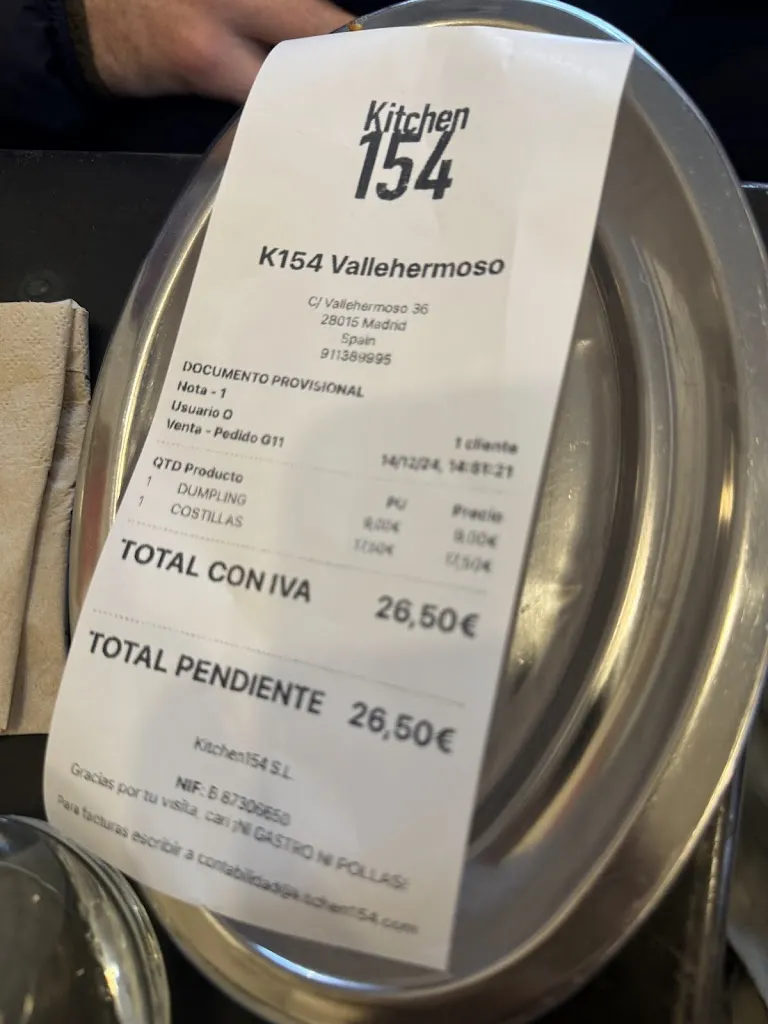 Kitchen
154
K154 Vallehermoso
C/ Vallehermoso 36
28015 Madrid
Spain
911389995
DOCUMENTO PROVISIONAL
Nota - 1
Usuario O 1 cliente
Venta - Pedido G11 14/12/24, 14:51:21
QTD Producto PU Precio
1 DUMPLING 9,00€ 9,00€
1 COSTILLAS 17,50€ 17,50€
TOTAL CON IVA 26,50€
TOTAL PENDIENTE 26,50€
Kitchen154 S.L.
NIF: B 87306650
Gracias por tu visita, cari ¡NI GASTRO NI POLLAS!
Para facturas escribir a contabilidad@kitchen154.com